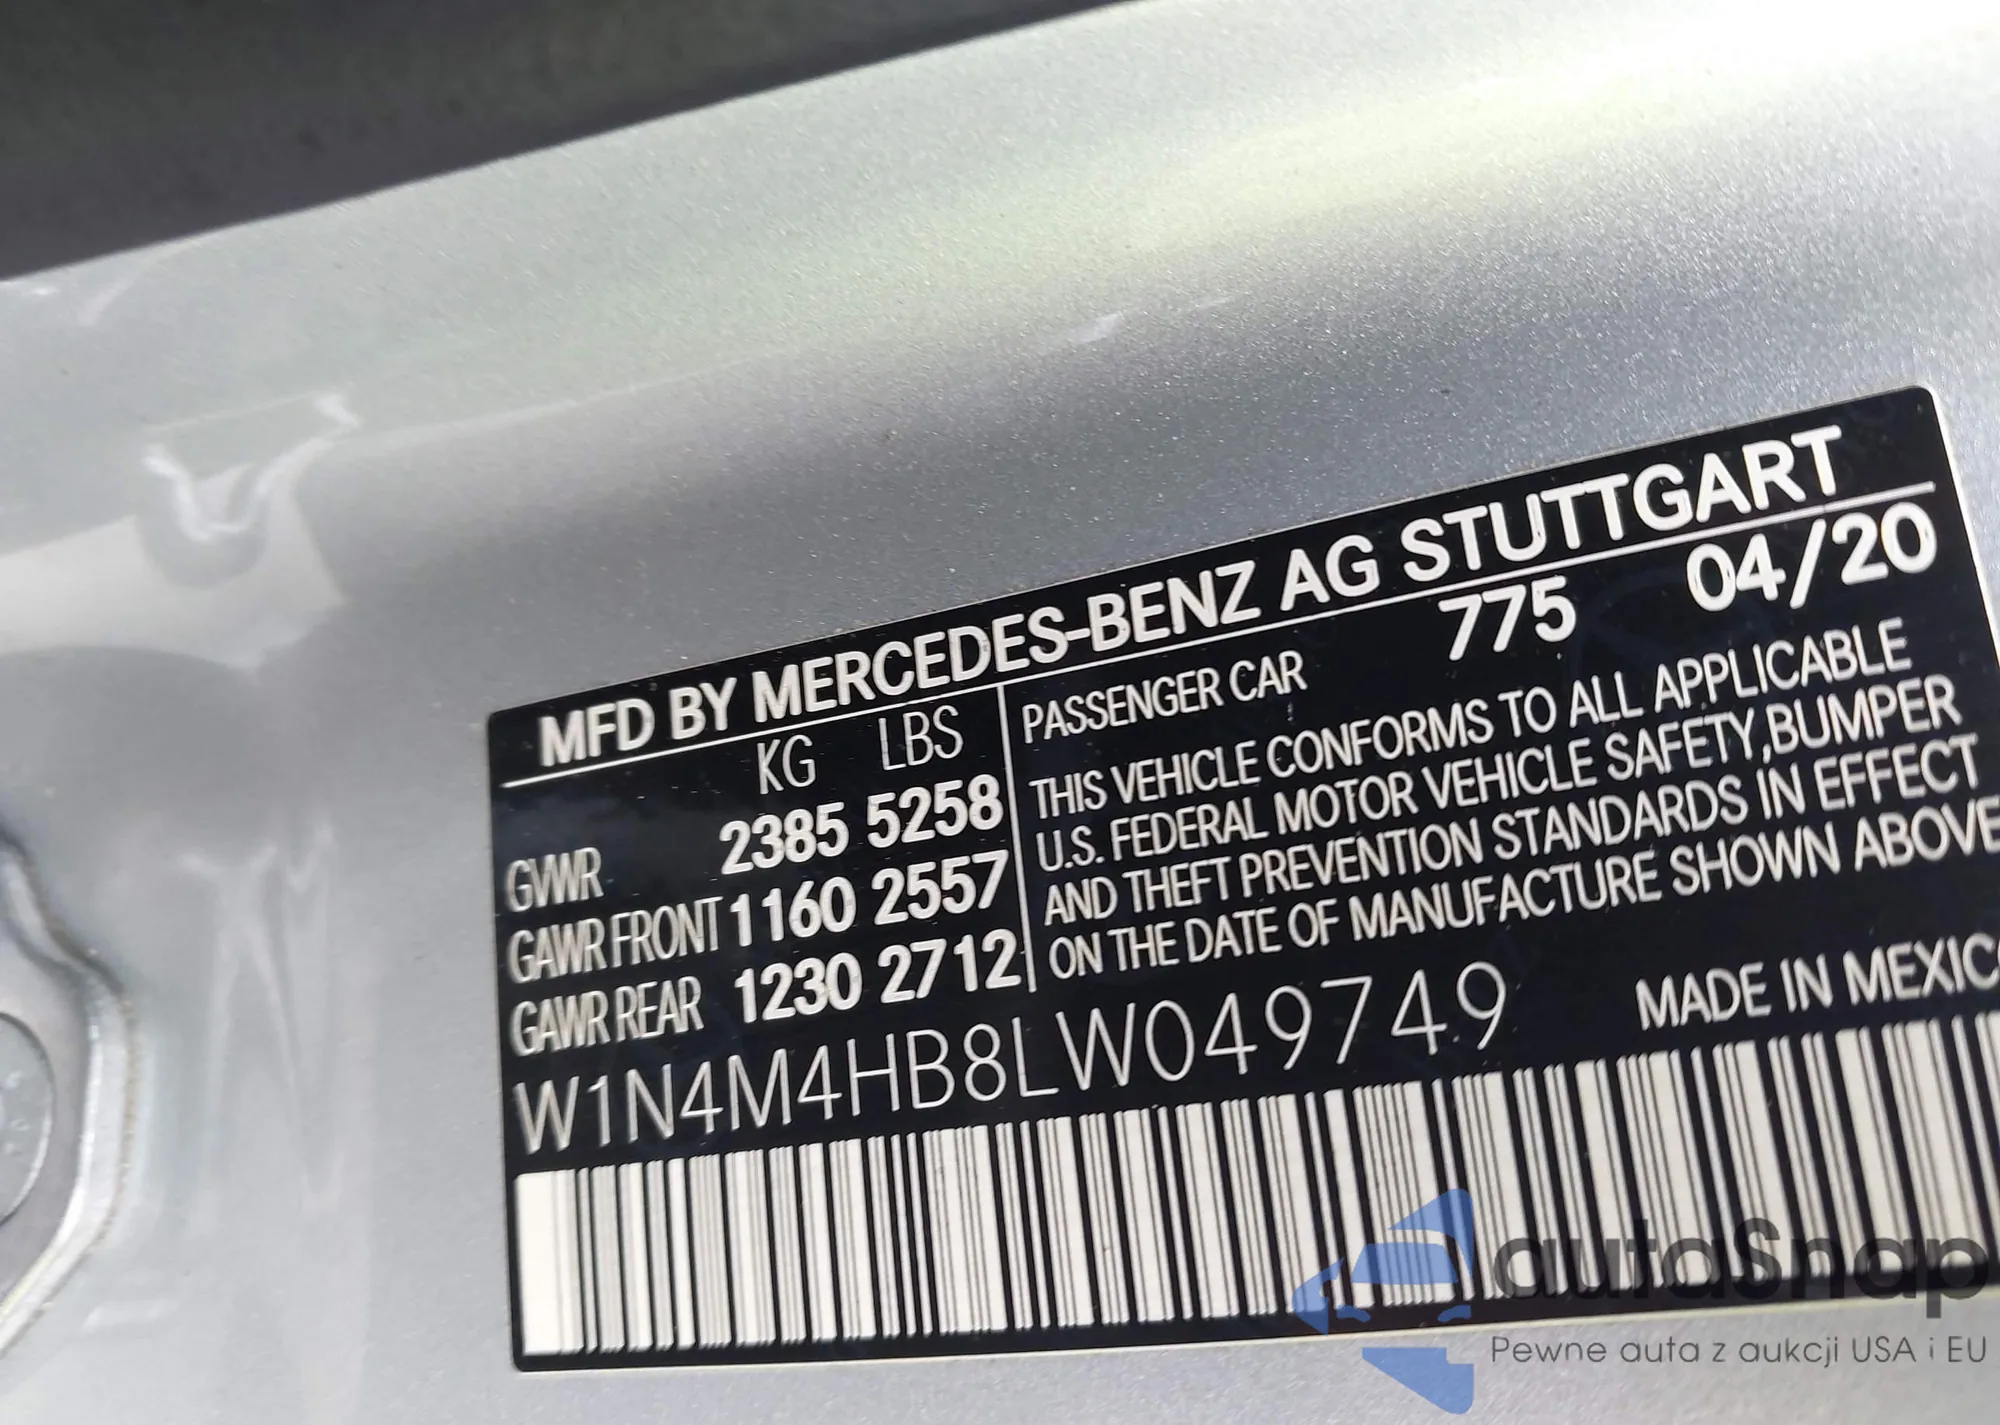 MFD BY MERCEDES-BENZ AG STUTTGART
KG LBS
GVWR 2385 5258
GAWR FRONT 1160 2557
GAWR REAR 1230 2712
PASSENGER CAR 775 04/20
THIS VEHICLE CONFORMS TO ALL APPLICABLE
U.S. FEDERAL MOTOR VEHICLE SAFETY,BUMPER
AND THEFT PREVENTION STANDARDS IN EFFECT
ON THE DATE OF MANUFACTURE SHOWN ABOVE
W1N4M4HB8LW049749
MADE IN MEXICO
autaSnap
Pewne auta z aukcji USA i EU